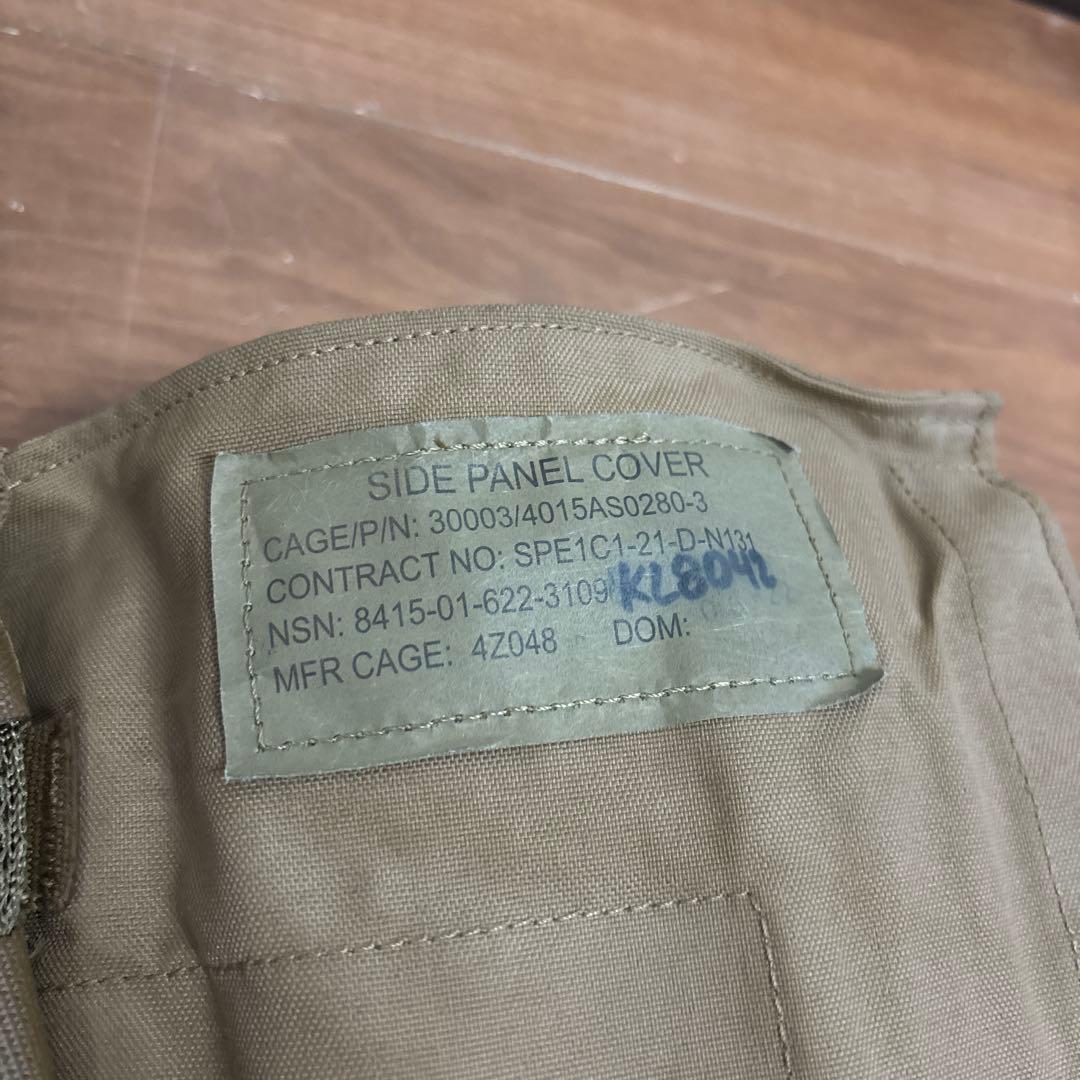 SIDE PANEL COVER
CAGE/P/N: 30003/4015AS0280-3
CONTRACT NO: SPE1C1-21-D-N131
NSN: 8415-01-622-3109 KL8042
MFR CAGE: 4Z048 DOM: